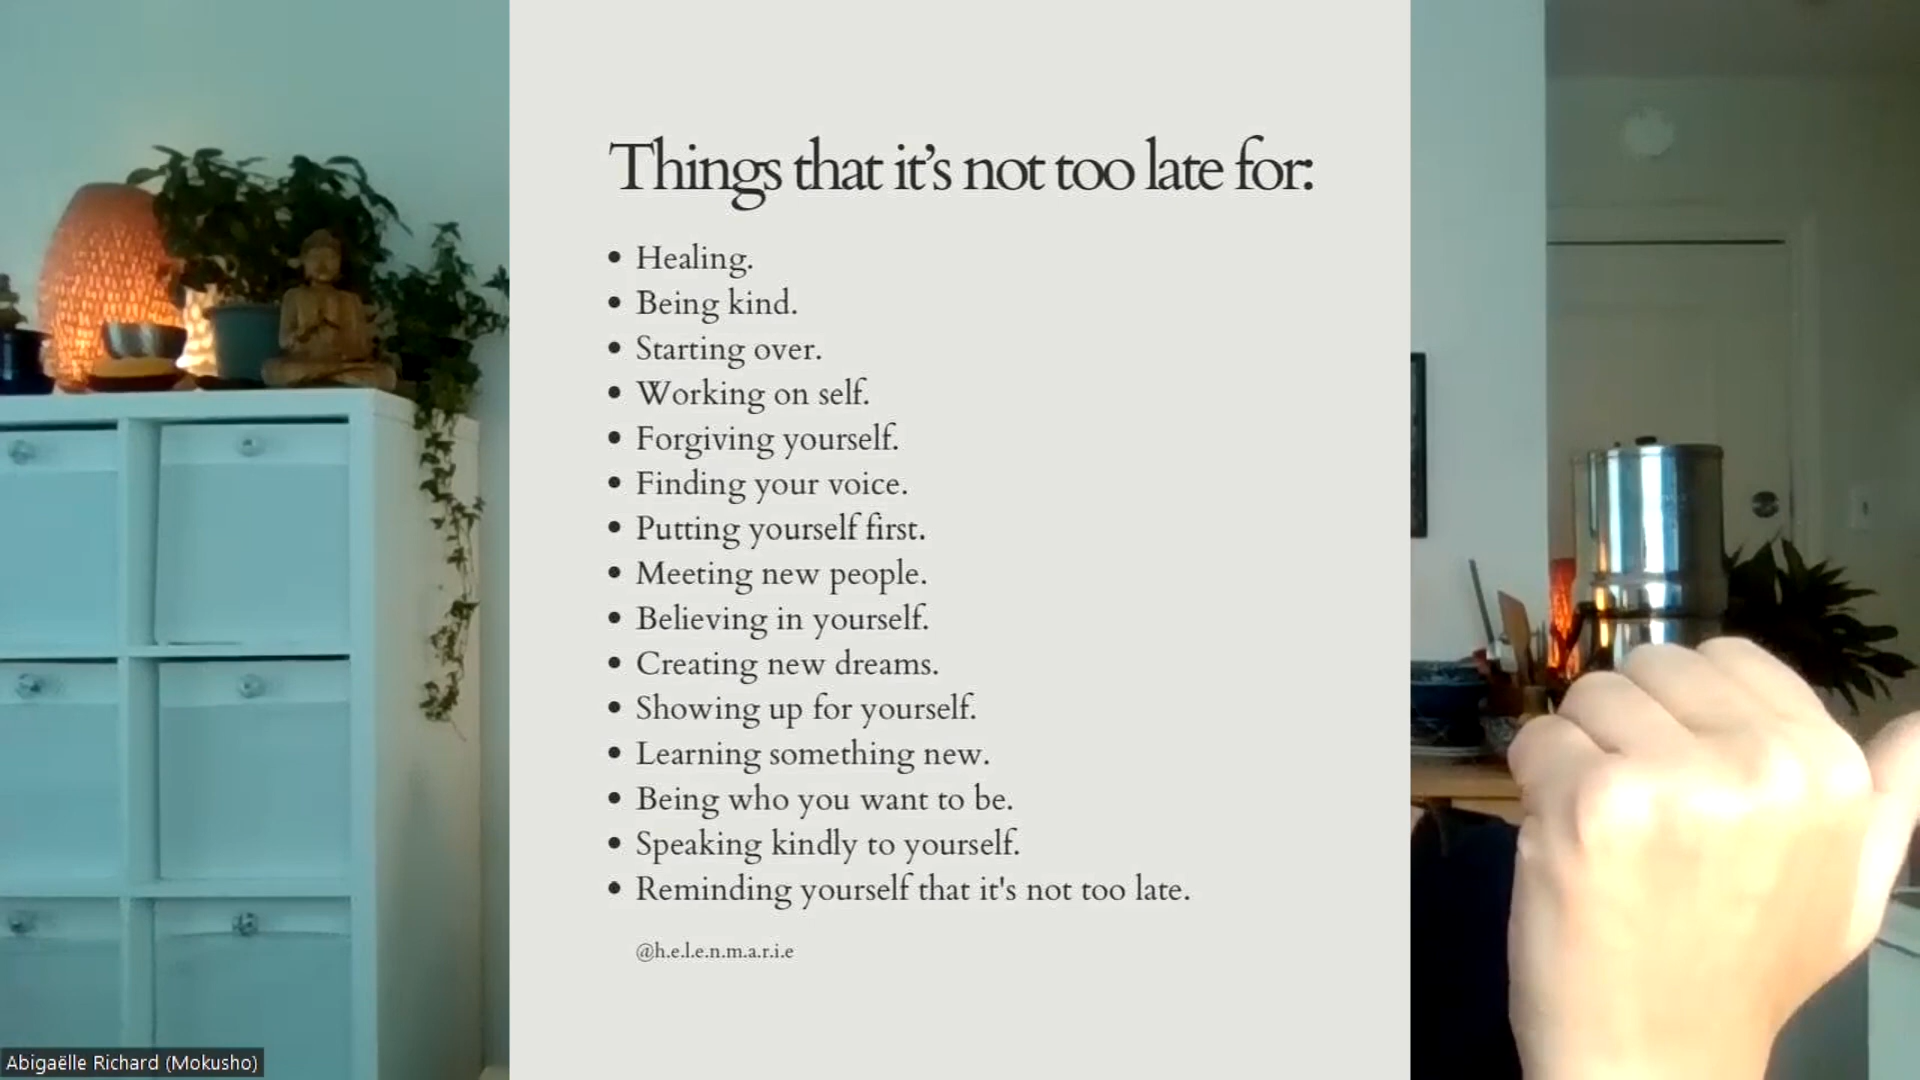 Things that it’s not too late for:
• Healing.
• Being kind.
• Starting over.
• Working on self.
• Forgiving yourself.
• Finding your voice.
• Putting yourself first.
• Meeting new people.
• Believing in yourself.
• Creating new dreams.
• Showing up for yourself.
• Learning something new.
• Being who you want to be.
• Speaking kindly to yourself.
• Reminding yourself that it's not too late.
@h.e.l.e.n.m.a.r.i.e
Abigaëlle Richard (Mokusho)